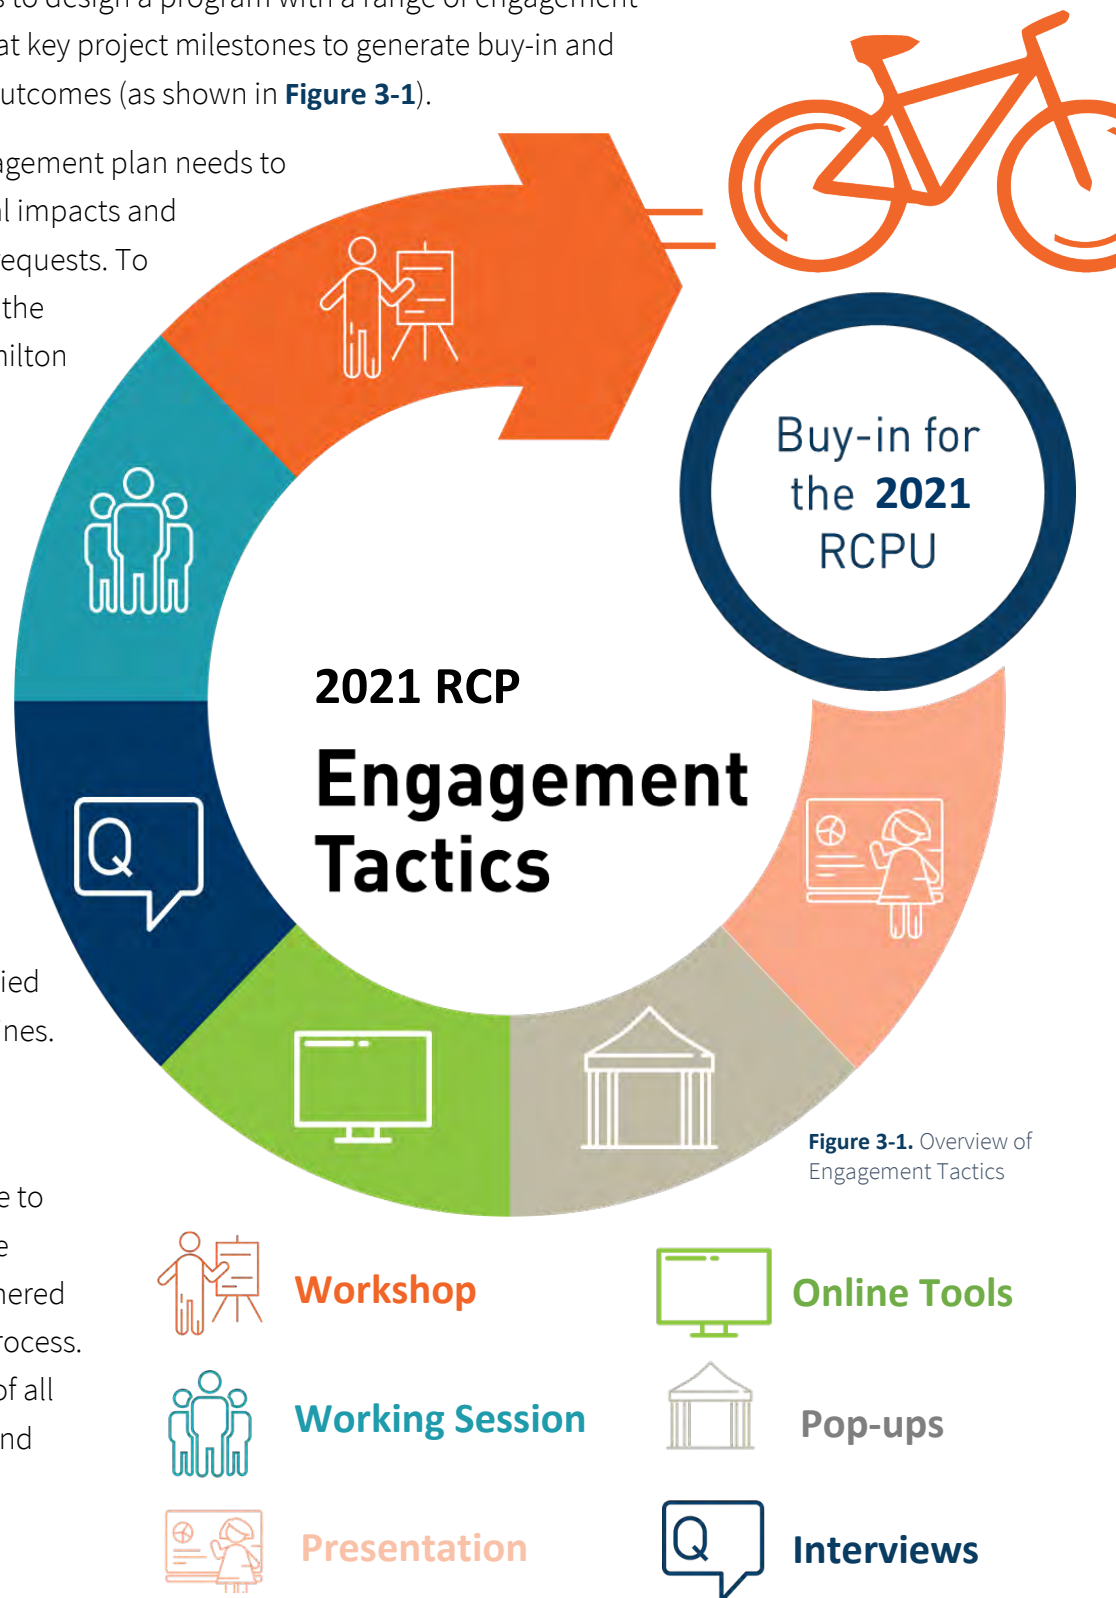 to design a program with a range of engagement
at key project milestones to generate buy-in and
utcomes (as shown in Figure 3-1).
agement plan needs to
l impacts and
equests. To
the
nilton
Buy-in for
the 2021
RCPU
2021 RCP
Engagement
Tactics
Q
ied
ines.
Figure 3-1. Overview of
Engagement Tactics
e to
e
nered
rocess.
of all
nd
Workshop
Online Tools
Working Session
Pop-ups
Presentation
Q
Interviews